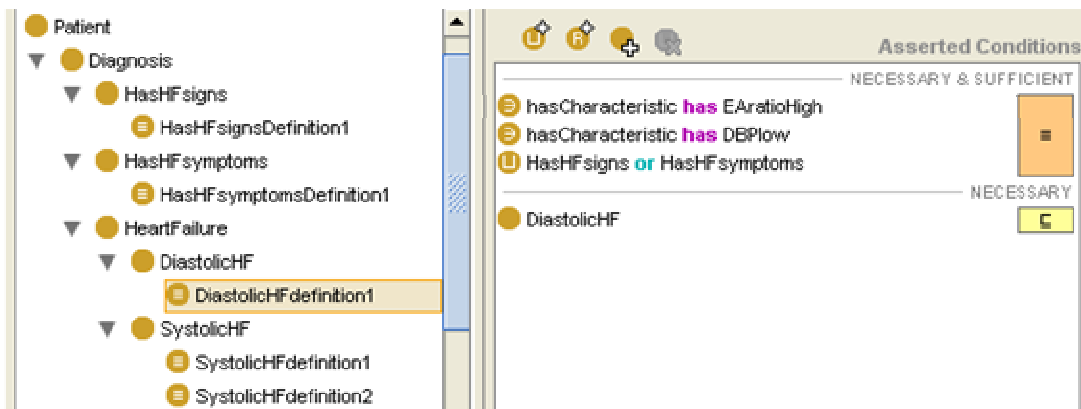 Patient
Diagnosis
HasHFsigns
HasHFsignsDefinition1
HasHFsymptoms
HasHFsymptomsDefinition1
HeartFailure
DiastolicHF
DiastolicHFdefinition1
SystolicHF
SystolicHFdefinition1
SystolicHFdefinition2
Asserted Conditions
NECESSARY & SUFFICIENT
hasCharacteristic has EAratioHigh
hasCharacteristic has DBPlow
HasHFsigns or HasHFsymptoms
≡
NECESSARY
DiastolicHF
⊑